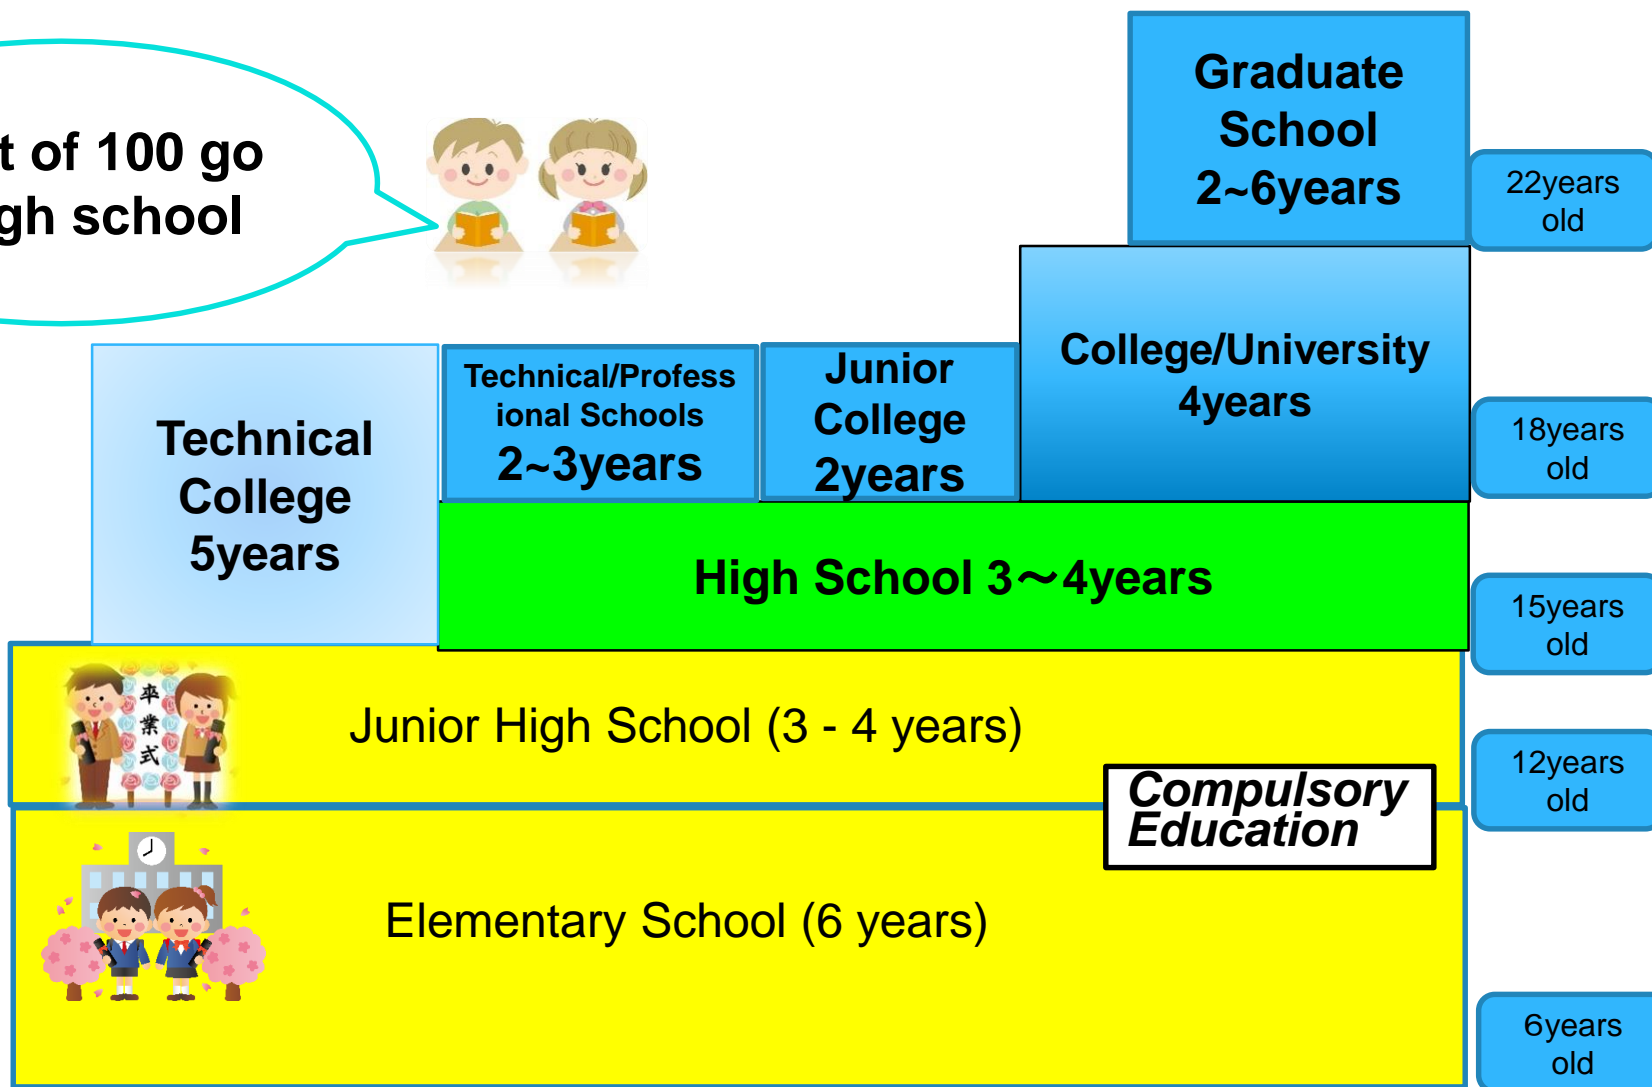 of 100 go
school
Graduate
School
2~6years
22years
old
College/University
4years
Technical/Profess
ional Schools
2~3years
Junior
College
2years
18years
old
Technical
College
5years
High School 3～4years
15years
old
卒業式
Junior High School (3 - 4 years)
12years
old
Compulsory
Education
Elementary School (6 years)
6years
old